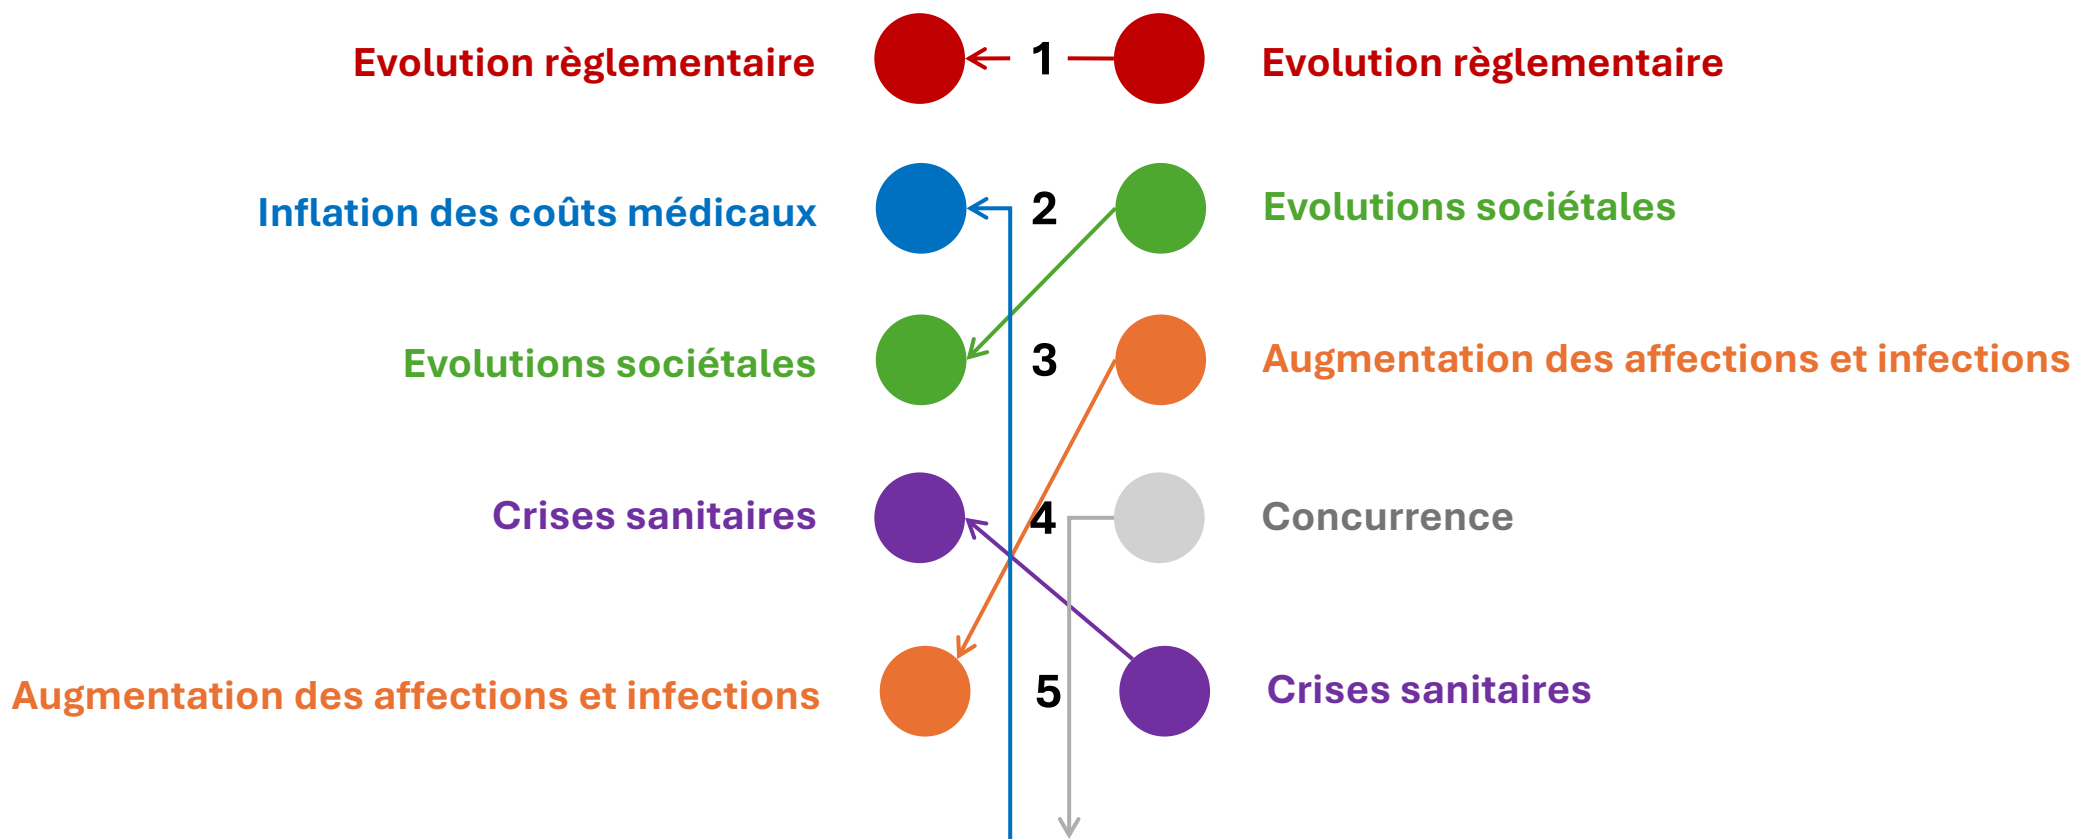 Evolution règlementaire 1 Evolution règlementaire
Inflation des coûts médicaux 2 Evolutions sociétales
Evolutions sociétales 3 Augmentation des affections et infections
Crises sanitaires 4 Concurrence
Augmentation des affections et infections 5 Crises sanitaires